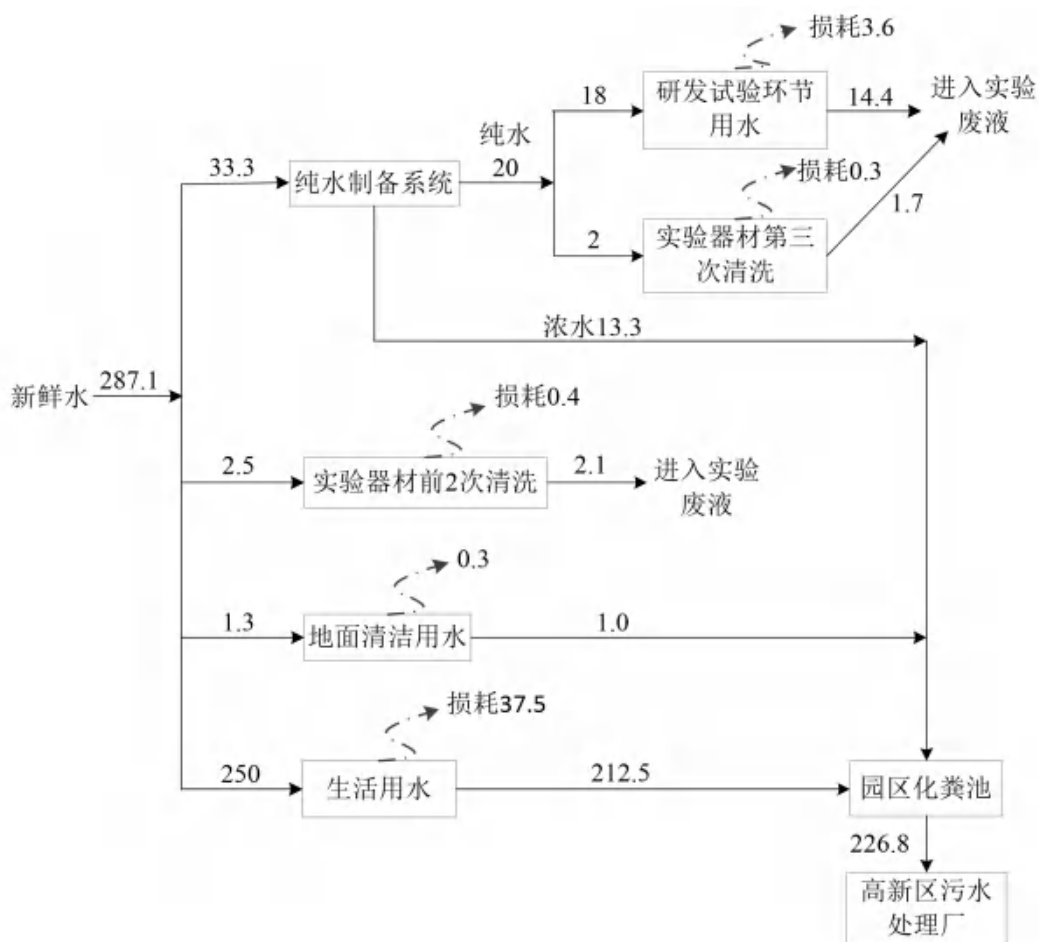 损耗3.6
18
研发试验环节
用水
14.4
进入实验
废液
纯水
20
33.3
纯水制备系统
损耗0.3
1.7
2
实验器材第三
次清洗
浓水13.3
新鲜水
287.1
损耗0.4
2.5
实验器材前2次清洗
2.1
进入实验
废液
0.3
1.3
地面清洁用水
1.0
损耗37.5
250
生活用水
212.5
园区化粪池
226.8
高新区污水
处理厂